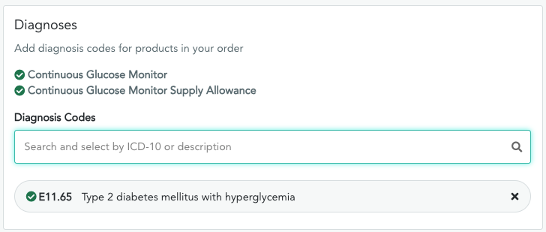 Diagnoses
Add diagnosis codes for products in your order
Continuous Glucose Monitor
Continuous Glucose Monitor Supply Allowance
Diagnosis Codes
Search and select by ICD-10 or description
E11.65 Type 2 diabetes mellitus with hyperglycemia